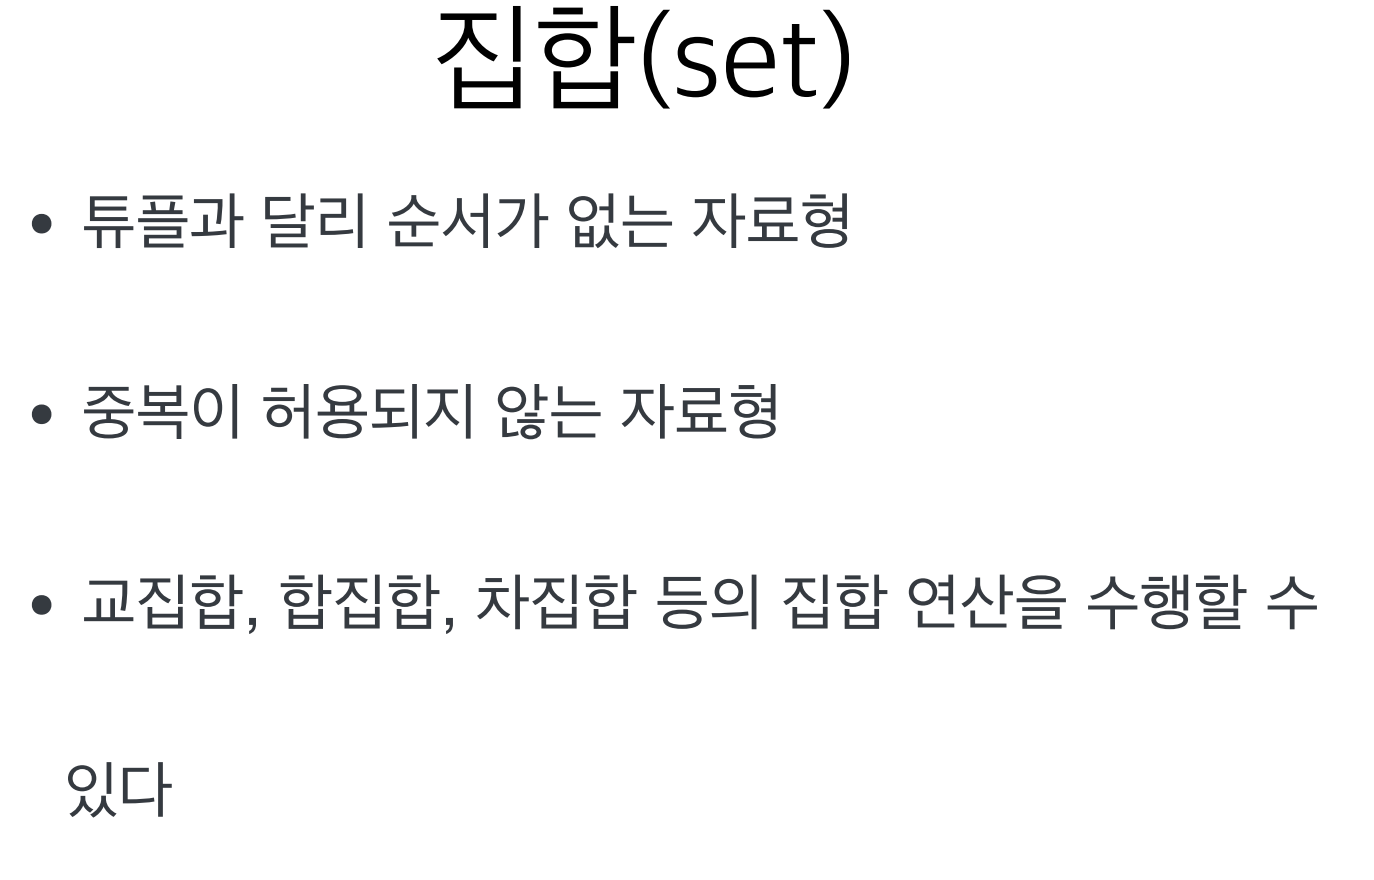 집합(set)
• 튜플과 달리 순서가 없는 자료형
• 중복이 허용되지 않는 자료형
• 교집합, 합집합, 차집합 등의 집합 연산을 수행할 수
있다